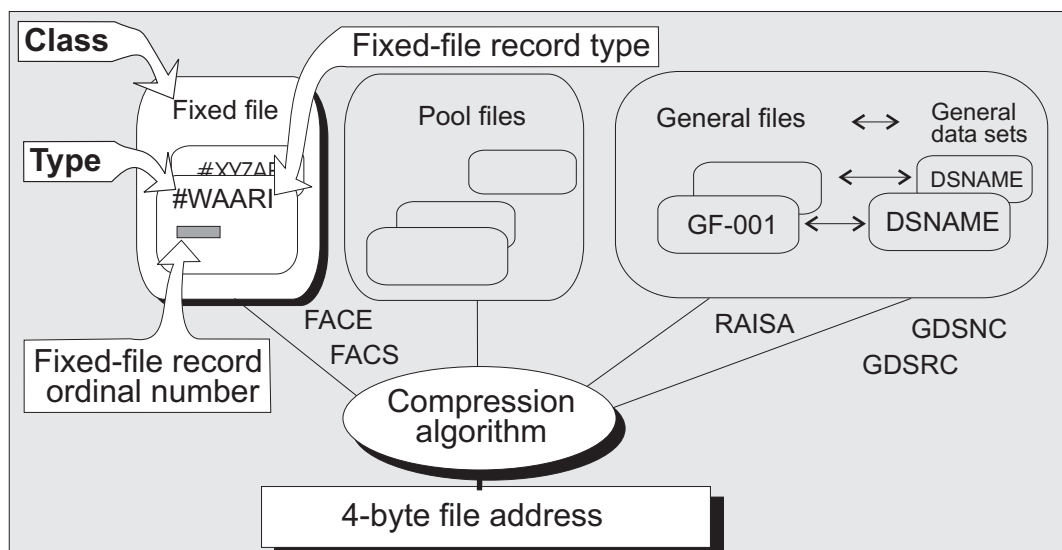 Class
Fixed-file record type
Fixed file
Pool files
General files
General
data sets
Type
#WAARI
DSNAME
GF-001
DSNAME
FACE
FACS
RAISA
GDSNC
GDSRC
Fixed-file record
ordinal number
Compression
algorithm
4-byte file address